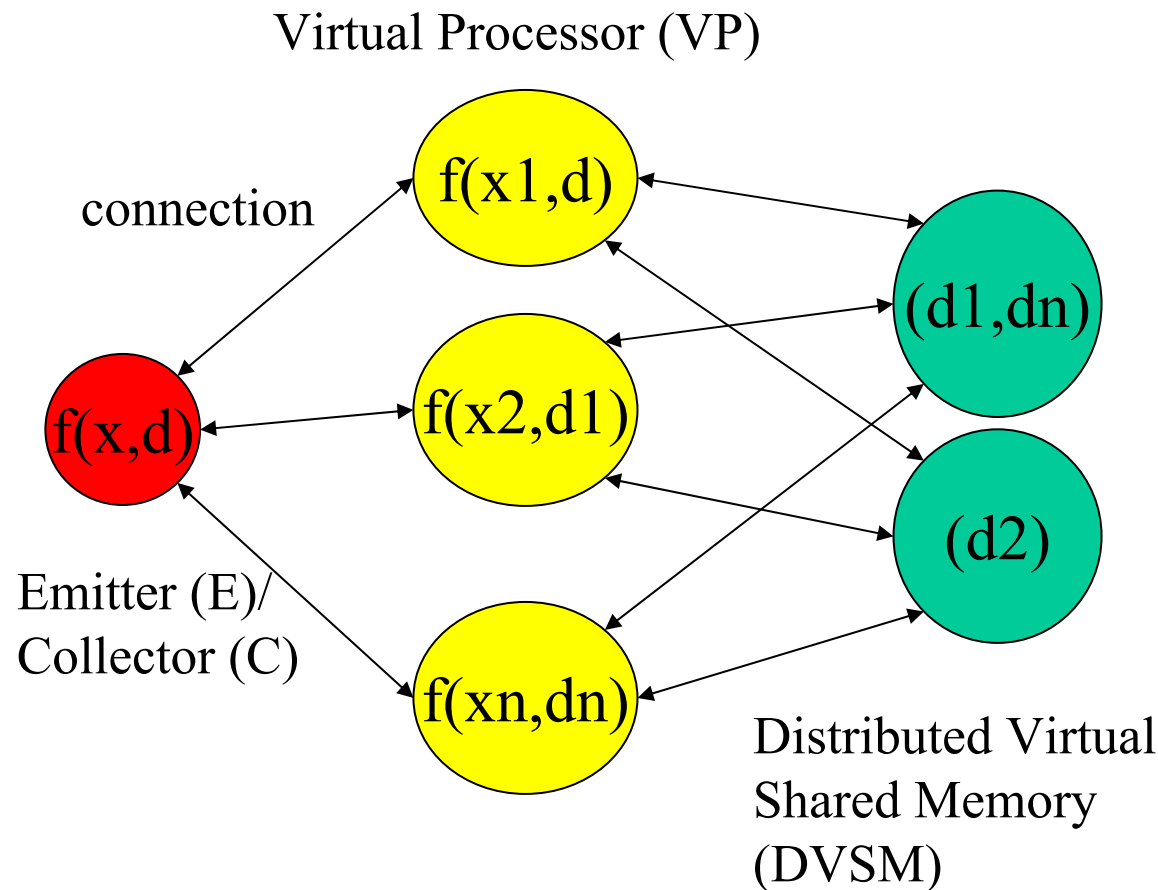 Virtual Processor (VP)
f(x1,d)
connection
(d1,dn)
f(x2,d1)
f(x,d)
(d2)
Emitter (E)/
Collector (C)
f(xn,dn)
Distributed Virtual
Shared Memory
(DVSM)